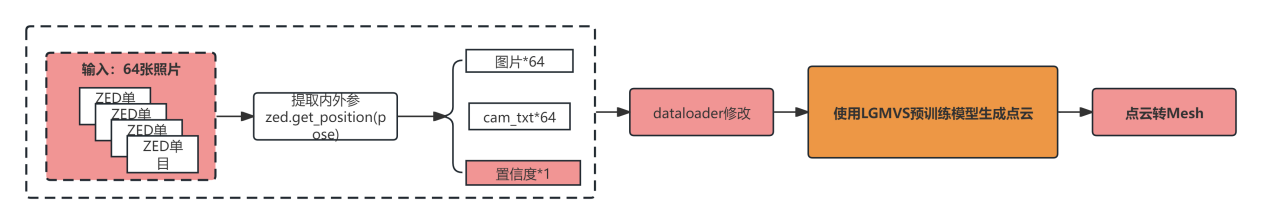 输入：64张照片
ZED单
ZED单
ZED单
ZED单
目
提取内外参
zed.get_position(p
ose)
图片*64
cam_txt*64
置信度*1
dataloader修改
使用LGMVS预训练模型生成点云
点云转Mesh